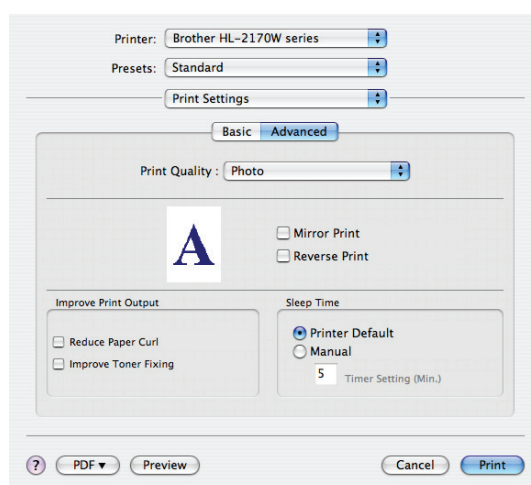 Printer: Brother HL-2170W series
Presets: Standard
Print Settings
Basic Advanced
Print Quality : Photo
A
Mirror Print
Reverse Print
Improve Print Output
Reduce Paper Curl
Improve Toner Fixing
Sleep Time
Printer Default
Manual
5 Timer Setting (Min.)
? PDF▼ Preview Cancel Print